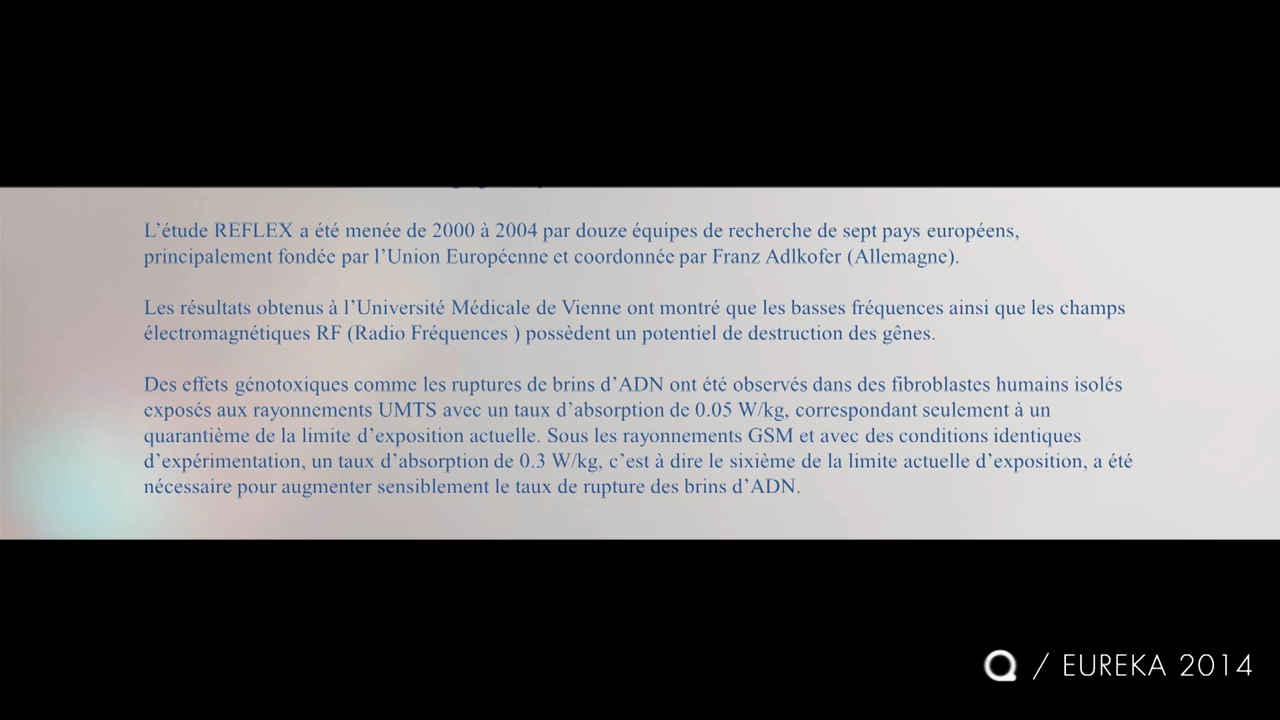 L’étude REFLEX a été menée de 2000 à 2004 par douze équipes de recherche de sept pays européens,
principalement fondée par l’Union Européenne et coordonnée par Franz Adlkofer (Allemagne).
Les résultats obtenus à l’Université Médicale de Vienne ont montré que les basses fréquences ainsi que les champs
électromagnétiques RF (Radio Fréquences ) possèdent un potentiel de destruction des gênes.
Des effets génotoxiques comme les ruptures de brins d’ADN ont été observés dans des fibroblastes humains isolés
exposés aux rayonnements UMTS avec un taux d’absorption de 0.05 W/kg, correspondant seulement à un
quarantième de la limite d’exposition actuelle. Sous les rayonnements GSM et avec des conditions identiques
d’expérimentation, un taux d’absorption de 0.3 W/kg, c’est à dire le sixième de la limite actuelle d’exposition, a été
nécessaire pour augmenter sensiblement le taux de rupture des brins d’ADN.
Q / EUREKA 2014